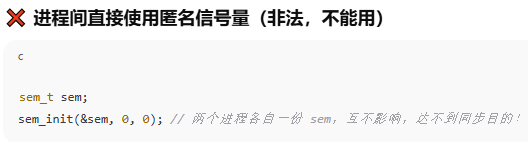 ❌ 进程间直接使用匿名信号量（非法，不能用）
c
sem_t sem;
sem_init(&sem, 0, 0); // 两个进程各自一份 sem，互不影响，达不到同步目的！